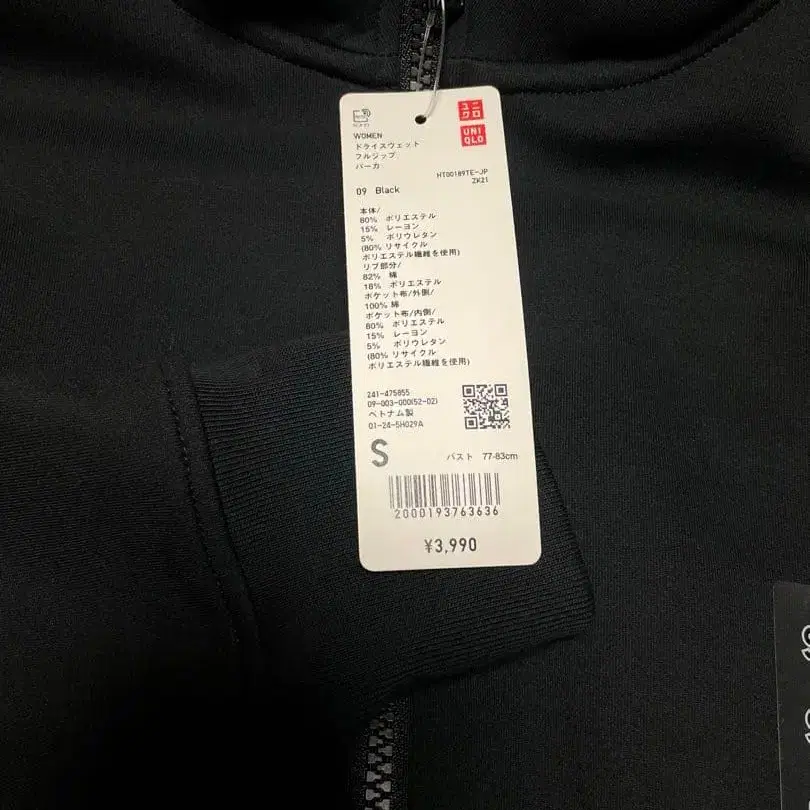 ユニ
クロ
UNI
QLO
WOMEN
ドライスウェット
フルジップ
パーカ
HT00189TE-JP
ZK21
09 Black
本体/
80% ポリエステル
15% レーヨン
5% ポリウレタン
(80% リサイクル
ポリエステル繊維を使用)
リブ部分/
82% 綿
18% ポリエステル
ポケット布/外側/
100% 綿
ポケット布/内側/
80% ポリエステル
15% レーヨン
5% ポリウレタン
(80% リサイクル
ポリエステル繊維を使用)
241-475855
09-003-000(52-02)
ベトナム製
01-24-5H029A
S バスト 77-83cm
2000193763636
¥3,990